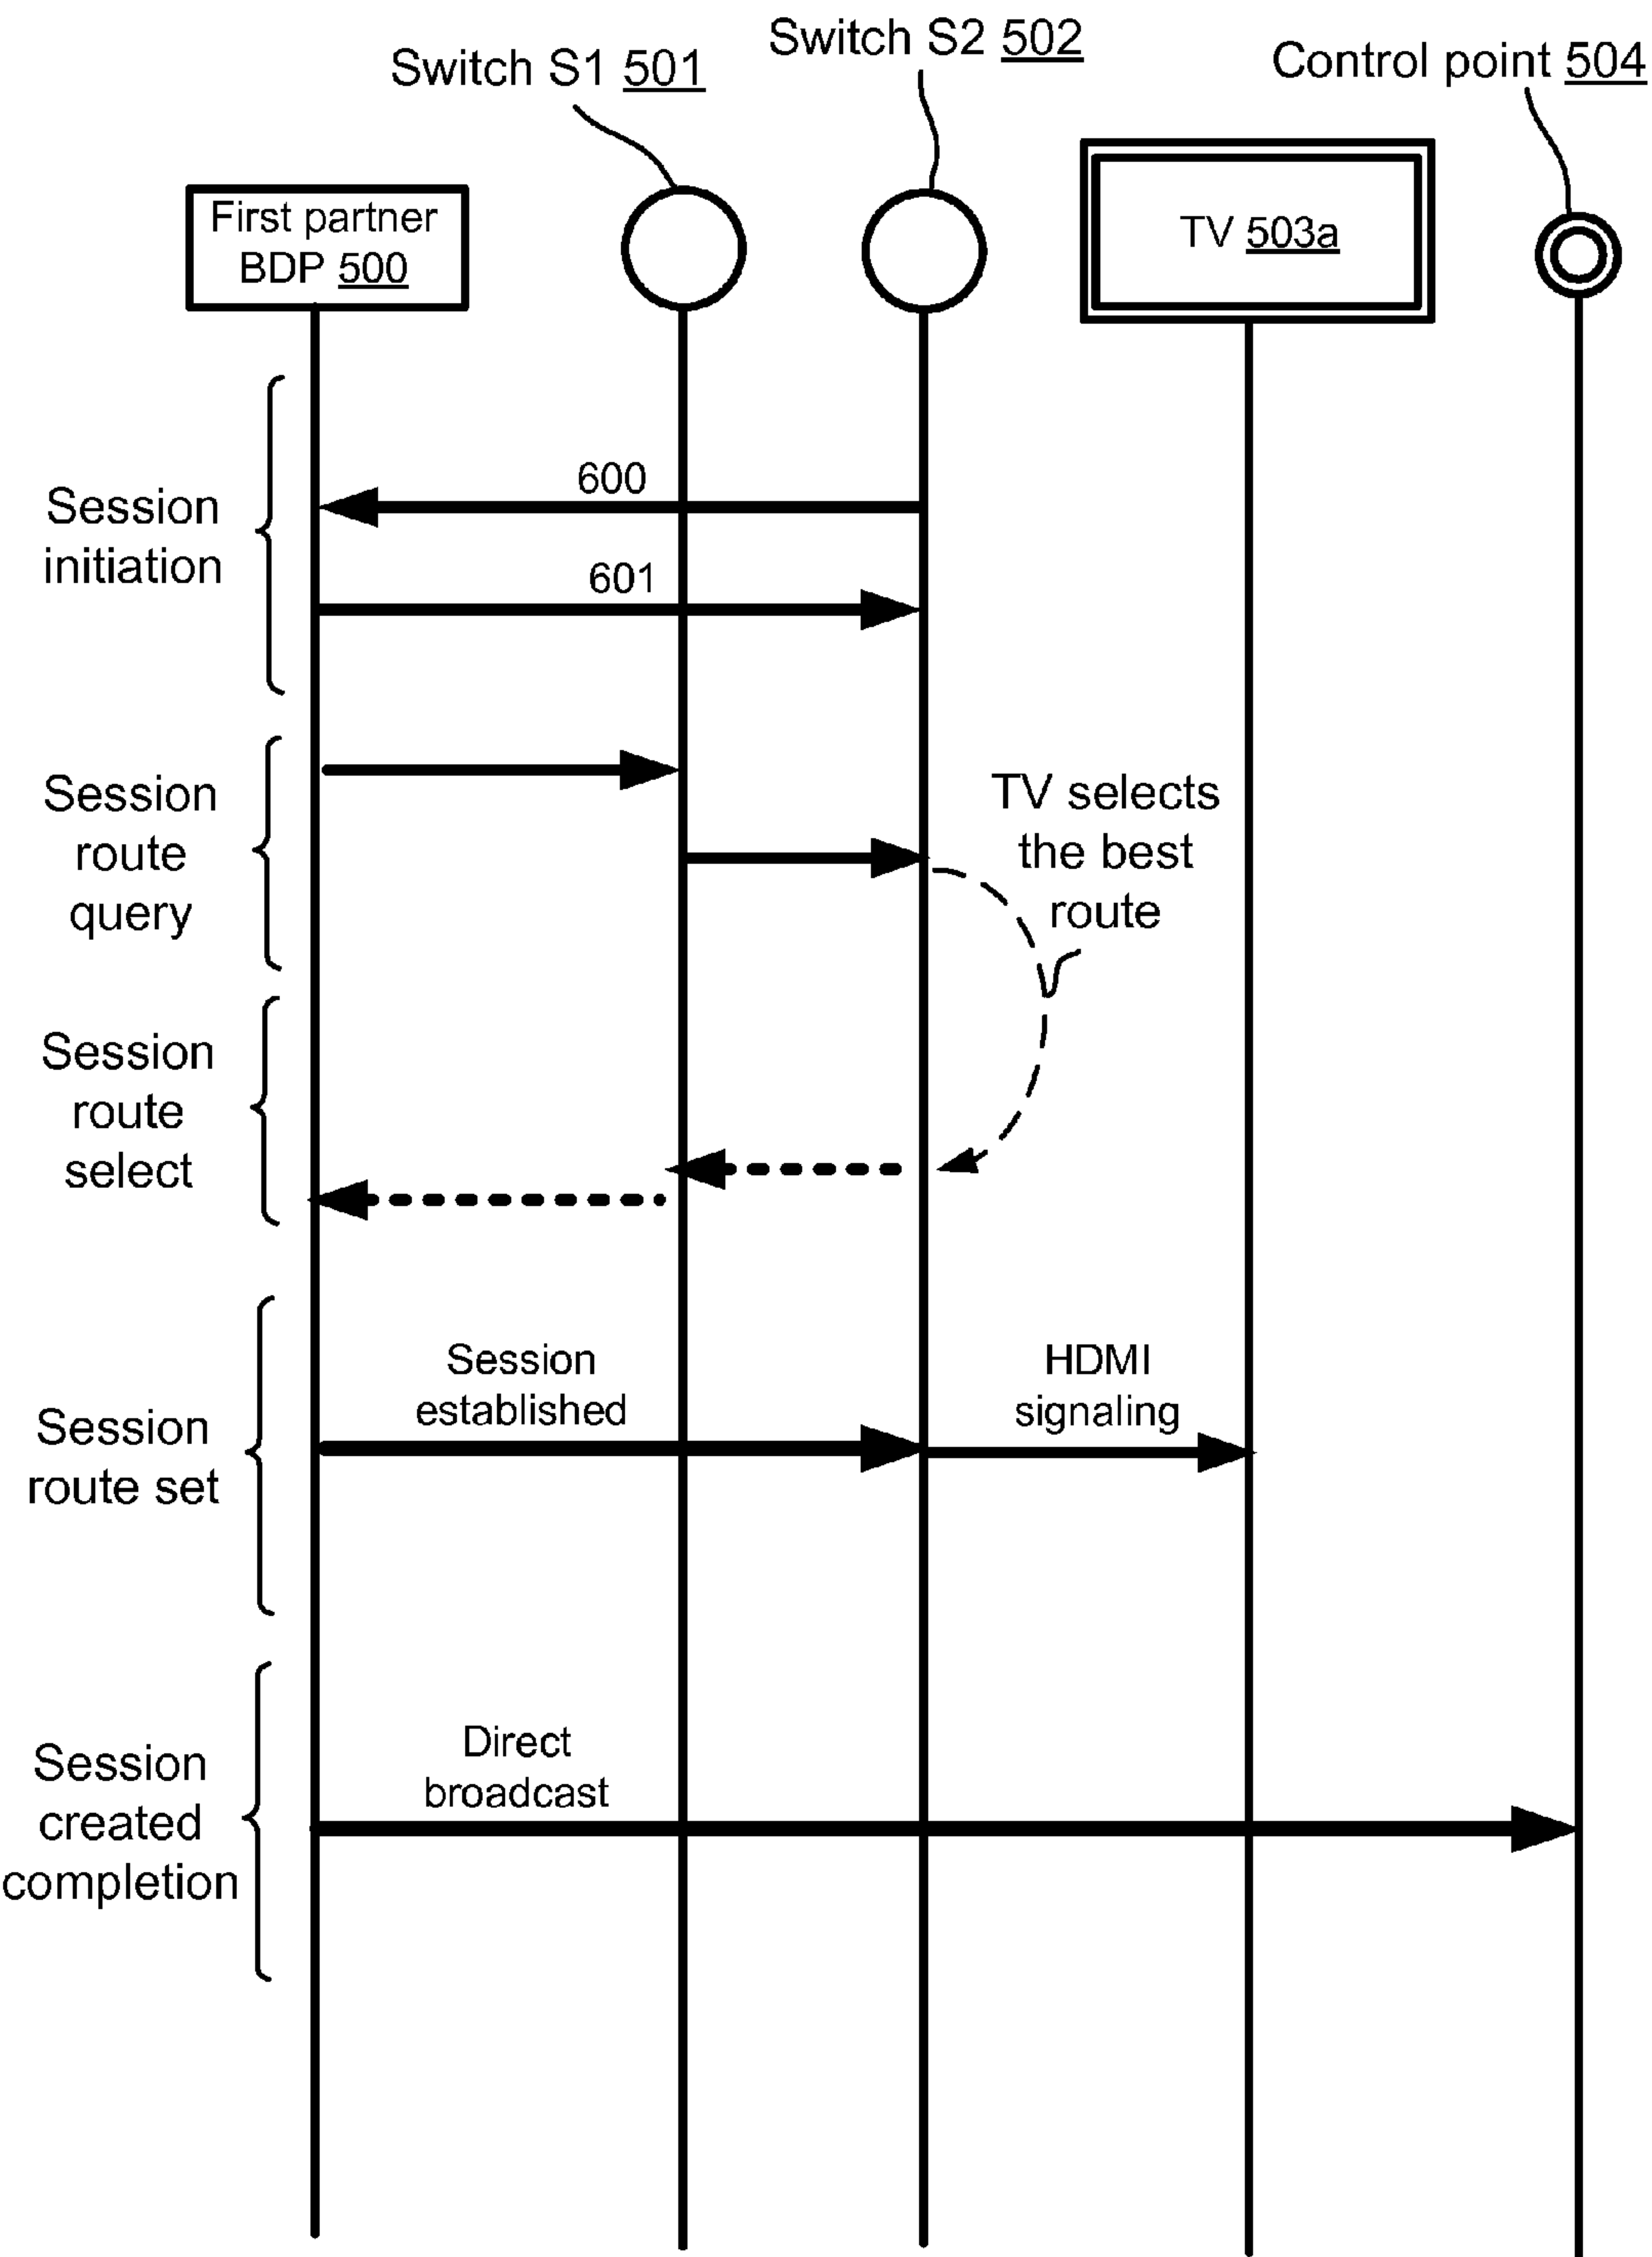 Switch S1 501
Switch S2 502
Control point 504
First partner
BDP 500
TV 503a
Session
initiation
600
601
Session
route
query
TV selects
the best
route
Session
route
select
Session
route set
Session
established
HDMI
signaling
Session
created
completion
Direct
broadcast